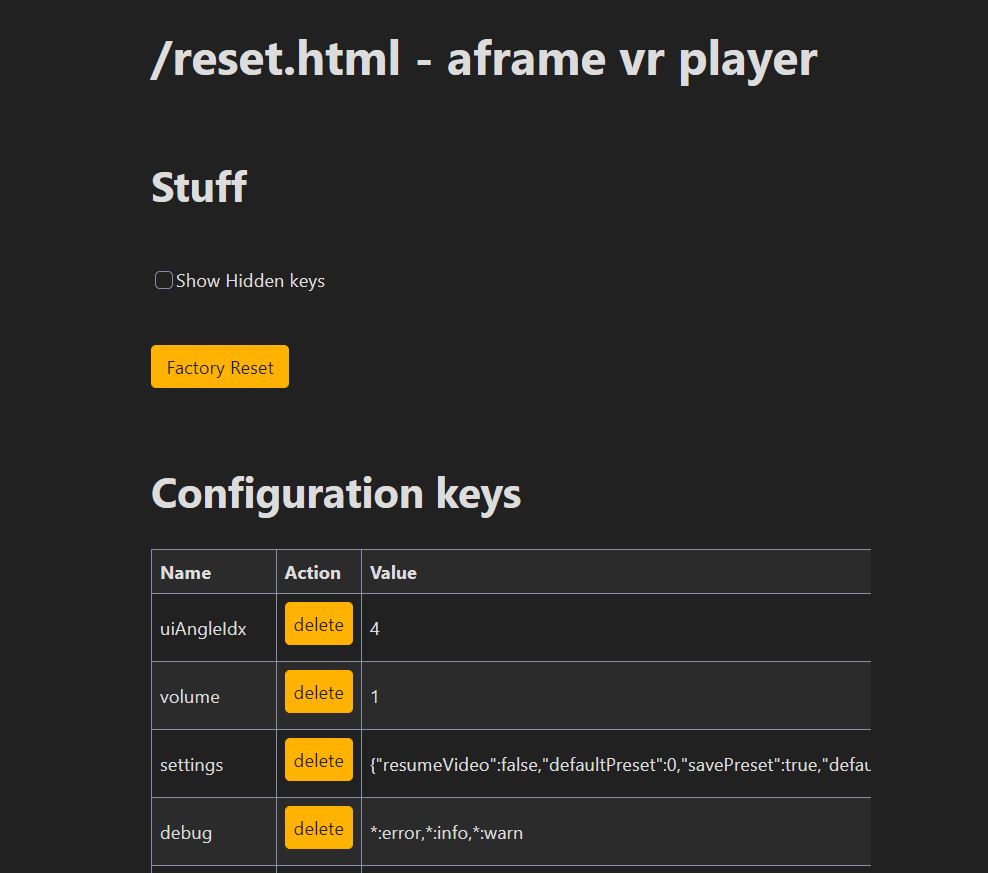 /reset.html - aframe vr player
Stuff
Show Hidden keys
Factory Reset
Configuration keys
Name Action Value
uiAngleIdx delete 4
volume delete 1
settings delete {"resumeVideo":false,"defaultPreset":0,"savePreset":true,"defau
debug delete *:error,*:info,*:warn